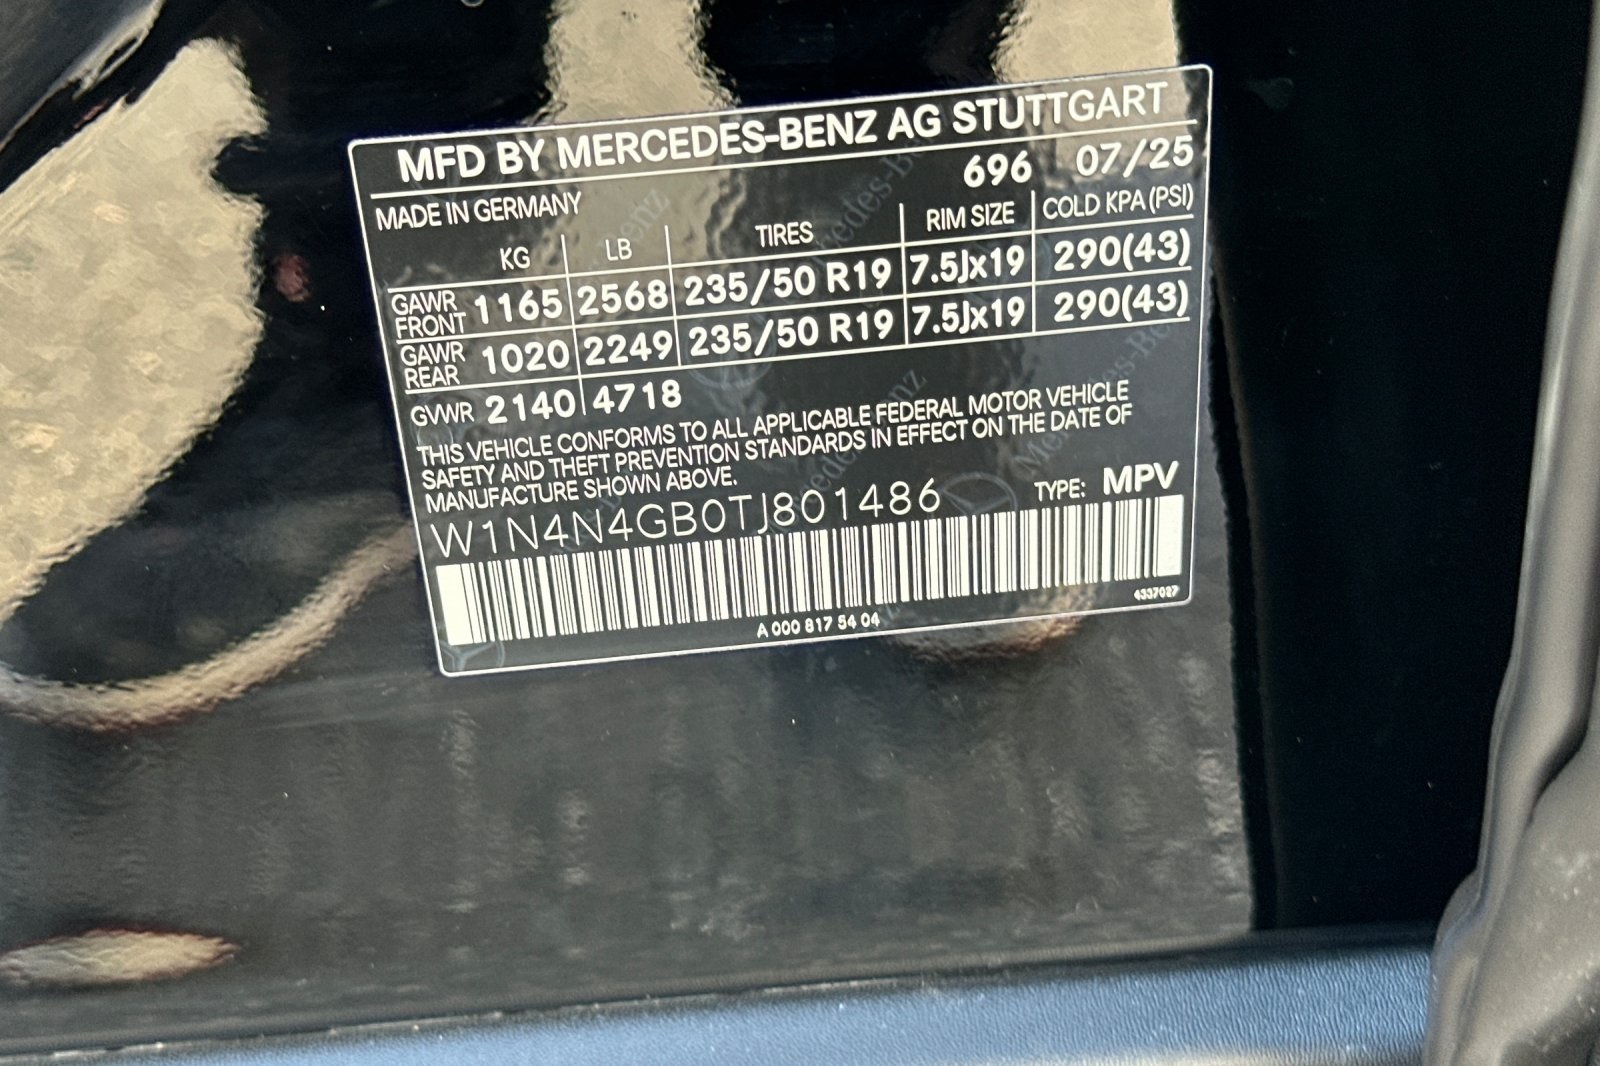 MFD BY MERCEDES-BENZ AG STUTTGART
696 07/25
MADE IN GERMANY
KG LB TIRES RIM SIZE COLD KPA (PSI)
GAWR FRONT 1165 2568 235/50 R19 7.5Jx19 290(43)
GAWR REAR 1020 2249 235/50 R19 7.5Jx19 290(43)
GVWR 2140 4718
THIS VEHICLE CONFORMS TO ALL APPLICABLE FEDERAL MOTOR VEHICLE
SAFETY AND THEFT PREVENTION STANDARDS IN EFFECT ON THE DATE OF
MANUFACTURE SHOWN ABOVE.
W1N4N4GB0TJ801486 TYPE: MPV
4337027
A 000 817 54 04